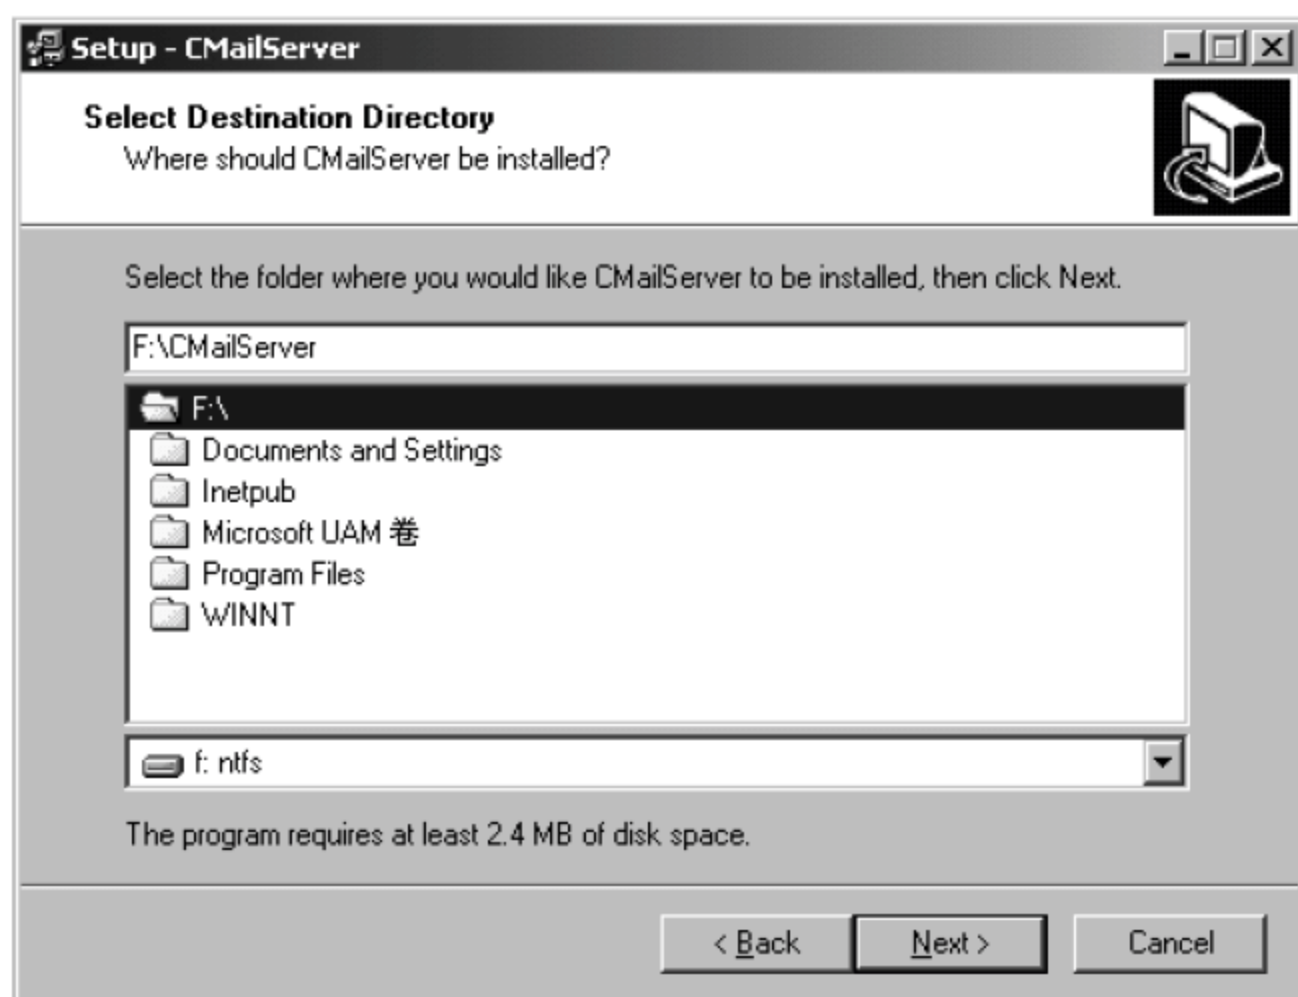 Setup - CMailServer
Select Destination Directory
Where should CMailServer be installed?
Select the folder where you would like CMailServer to be installed, then click Next.
F:\CMailServer
F:\
Documents and Settings
Inetpub
Microsoft UAM 卷
Program Files
WINNT
f: ntfs
The program requires at least 2.4 MB of disk space.
< Back
Next >
Cancel